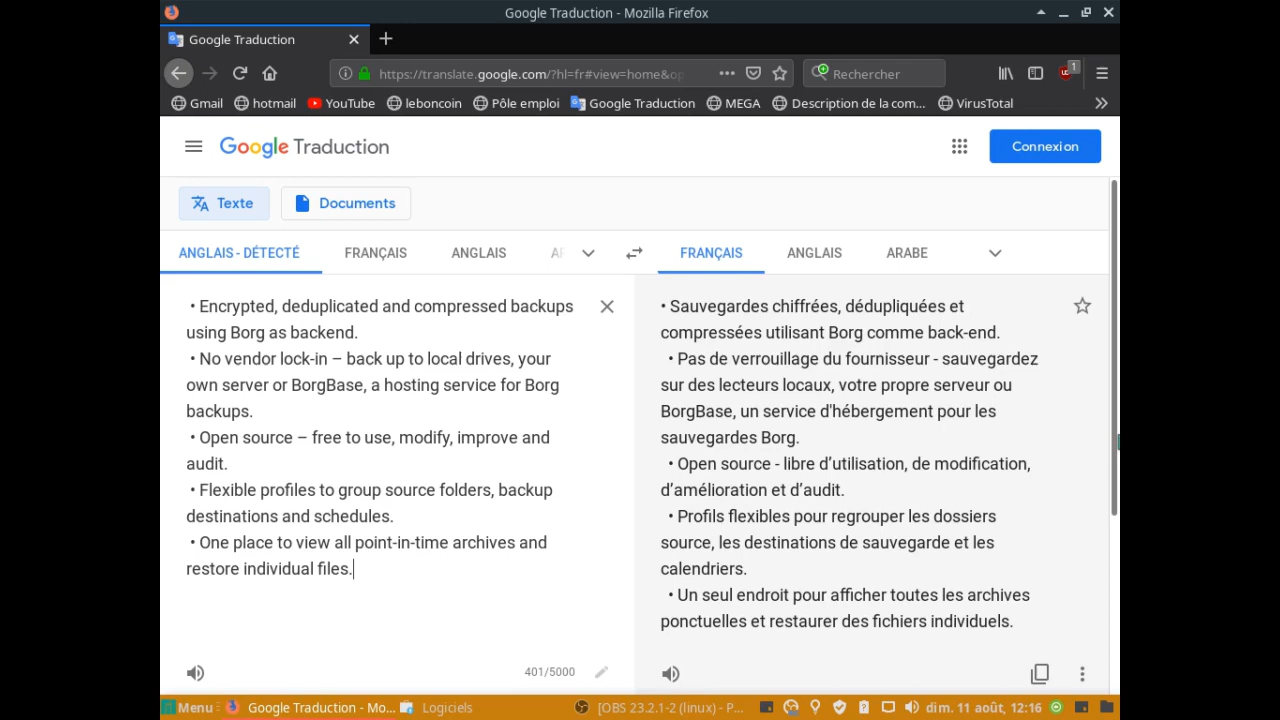 Google Traduction - Mozilla Firefox
Google Traduction
https://translate.google.com/?hl=fr#view=home&op
Rechercher
1
Gmail hotmail YouTube leboncoin Pôle emploi Google Traduction MEGA Description de la com... VirusTotal
Google Traduction
Connexion
Texte Documents
ANGLAIS - DÉTECTÉ FRANÇAIS ANGLAIS FRANÇAIS ANGLAIS ARABE
• Encrypted, deduplicated and compressed backups
using Borg as backend.
• No vendor lock-in – back up to local drives, your
own server or BorgBase, a hosting service for Borg
backups.
• Open source – free to use, modify, improve and
audit.
• Flexible profiles to group source folders, backup
destinations and schedules.
• One place to view all point-in-time archives and
restore individual files.
401/5000
• Sauvegardes chiffrées, dédupliquées et
compressées utilisant Borg comme back-end.
• Pas de verrouillage du fournisseur - sauvegardez
sur des lecteurs locaux, votre propre serveur ou
BorgBase, un service d'hébergement pour les
sauvegardes Borg.
• Open source - libre d’utilisation, de modification,
d’amélioration et d’audit.
• Profils flexibles pour regrouper les dossiers
source, les destinations de sauvegarde et les
calendriers.
• Un seul endroit pour afficher toutes les archives
ponctuelles et restaurer des fichiers individuels.
Menu Google Traduction - Mo... Logiciels [OBS 23.2.1-2 (linux) - P... dim. 11 août, 12:16